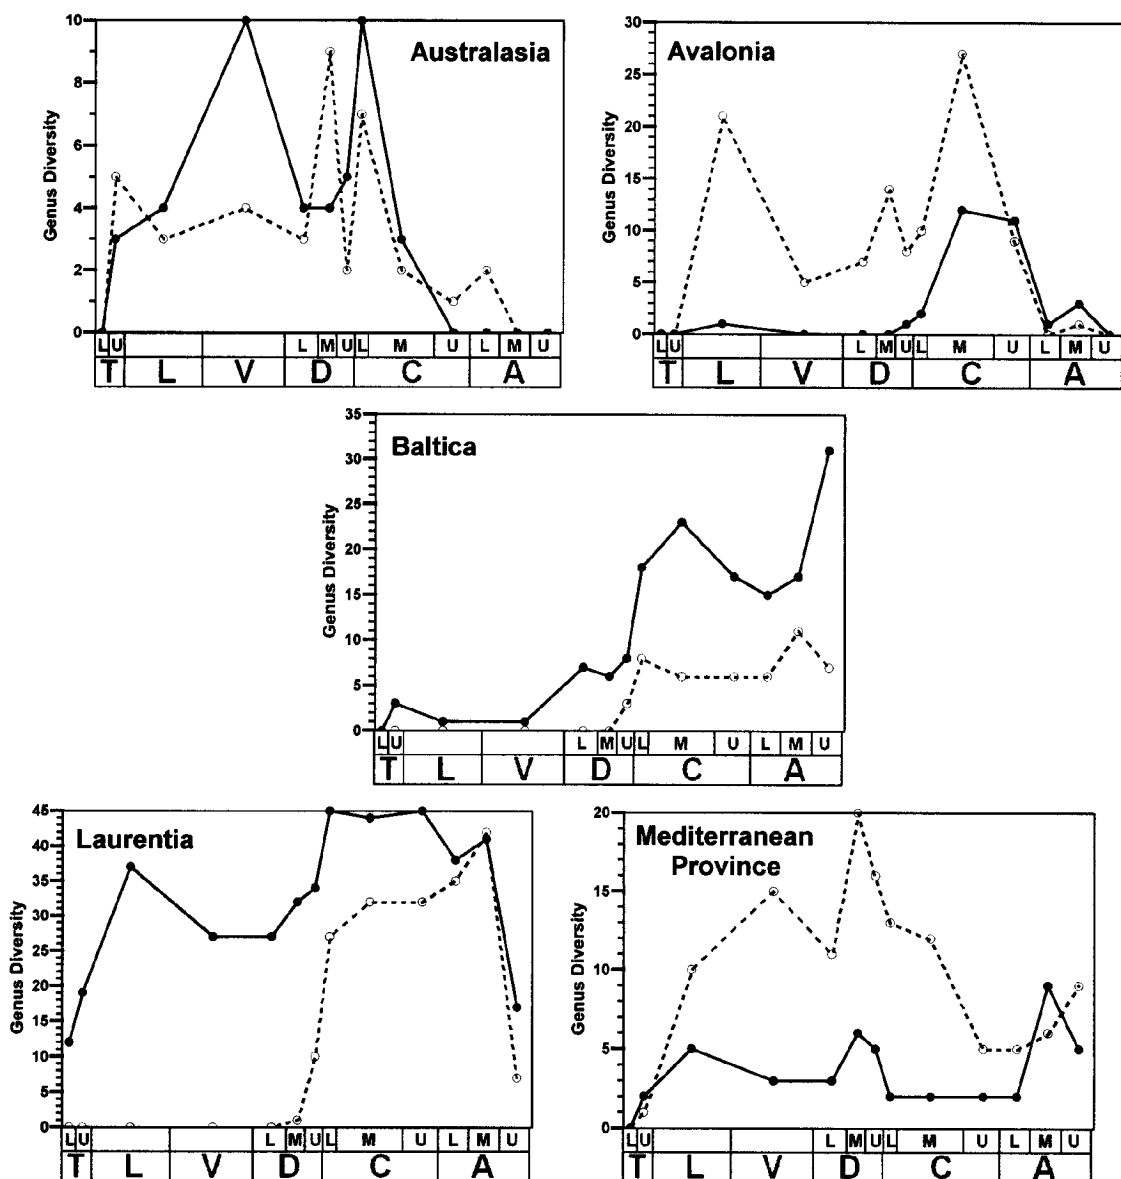 Australasia
Genus Diversity
10
8
6
4
2
0
L U L M U L M U L M U
T L V D C A
Avalonia
Genus Diversity
30
25
20
15
10
5
0
L U L M U L M U L M U
T L V D C A
Baltica
Genus Diversity
35
30
25
20
15
10
5
0
L U L M U L M U L M U
T L V D C A
Laurentia
Genus Diversity
45
40
35
30
25
20
15
10
5
0
L U L M U L M U L M U
T L V D C A
Mediterranean
Province
Genus Diversity
20
15
10
5
0
L U L M U L M U L M U
T L V D C A